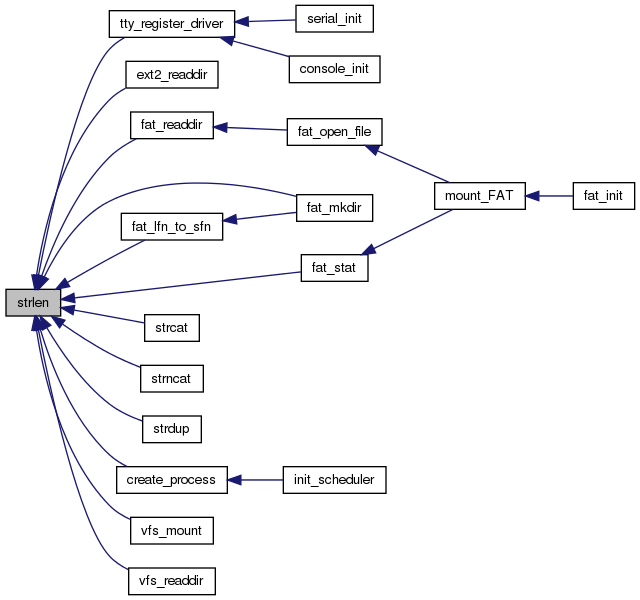 tty_register_driver
serial_init
console_init
ext2_readdir
fat_readdir
fat_open_file
mount_FAT
fat_init
fat_mkdir
fat_lfn_to_sfn
fat_stat
strlen
strcat
strncat
strdup
create_process
init_scheduler
vfs_mount
vfs_readdir